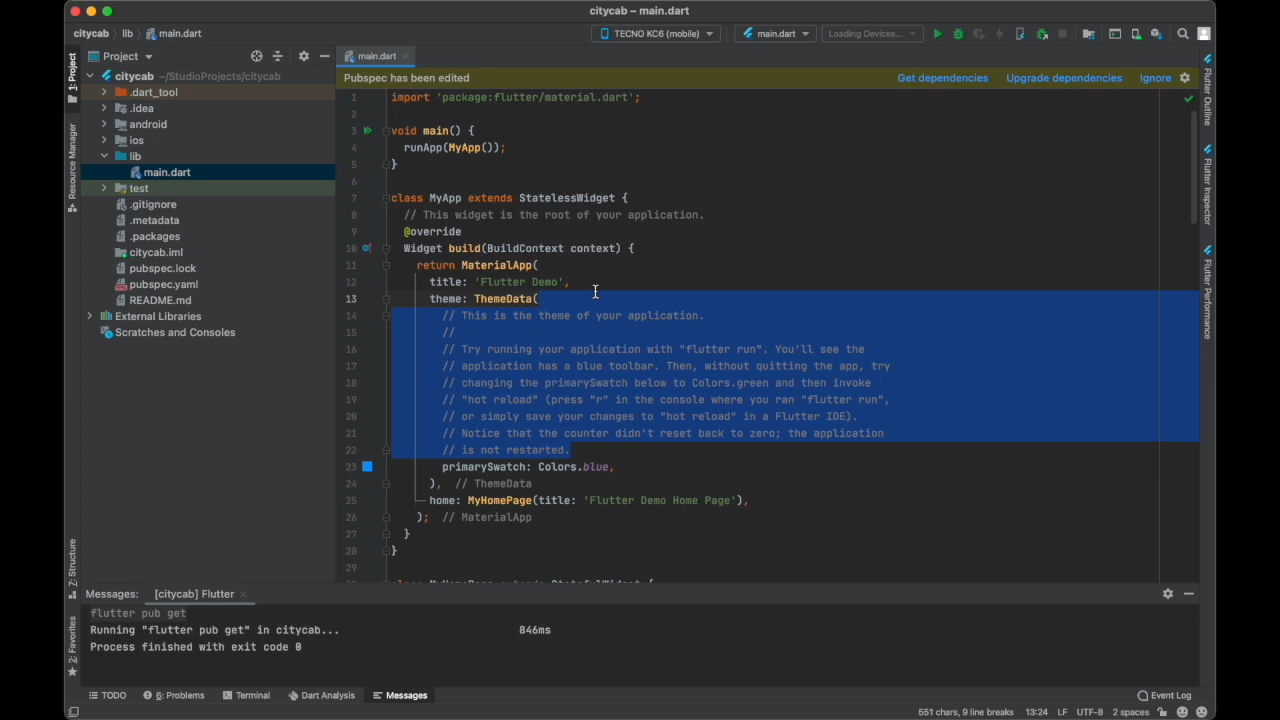 citycab – main.dart
citycab lib main.dart
TECNO KC6 (mobile) main.dart Loading Devices...
Project
main.dart
Pubspec has been edited Get dependencies Upgrade dependencies Ignore
citycab ~/StudioProjects/citycab
.dart_tool
.idea
android
ios
lib
main.dart
test
.gitignore
.metadata
.packages
citycab.iml
pubspec.lock
pubspec.yaml
README.md
External Libraries
Scratches and Consoles
1: Project
Resource Manager
Z: Structure
2: Favorites
1 import 'package:flutter/material.dart';
2
3 void main() {
4 runApp(MyApp());
5 }
6
7 class MyApp extends StatelessWidget {
8 // This widget is the root of your application.
9 @override
10 Widget build(BuildContext context) {
11 return MaterialApp(
12 title: 'Flutter Demo',
13 theme: ThemeData(
14 // This is the theme of your application.
15 //
16 // Try running your application with "flutter run". You'll see the
17 // application has a blue toolbar. Then, without quitting the app, try
18 // changing the primarySwatch below to Colors.green and then invoke
19 // "hot reload" (press "r" in the console where you ran "flutter run",
20 // or simply save your changes to "hot reload" in a Flutter IDE).
21 // Notice that the counter didn't reset back to zero; the application
22 // is not restarted.
23 primarySwatch: Colors.blue,
24 ), // ThemeData
25 home: MyHomePage(title: 'Flutter Demo Home Page'),
26 ); // MaterialApp
27 }
28 }
29
Flutter Outline
Flutter Inspector
Flutter Performance
Messages: [citycab] Flutter
flutter pub get
Running "flutter pub get" in citycab... 846ms
Process finished with exit code 0
TODO 6: Problems Terminal Dart Analysis Messages Event Log
551 chars, 9 line breaks 13:24 LF UTF-8 2 spaces